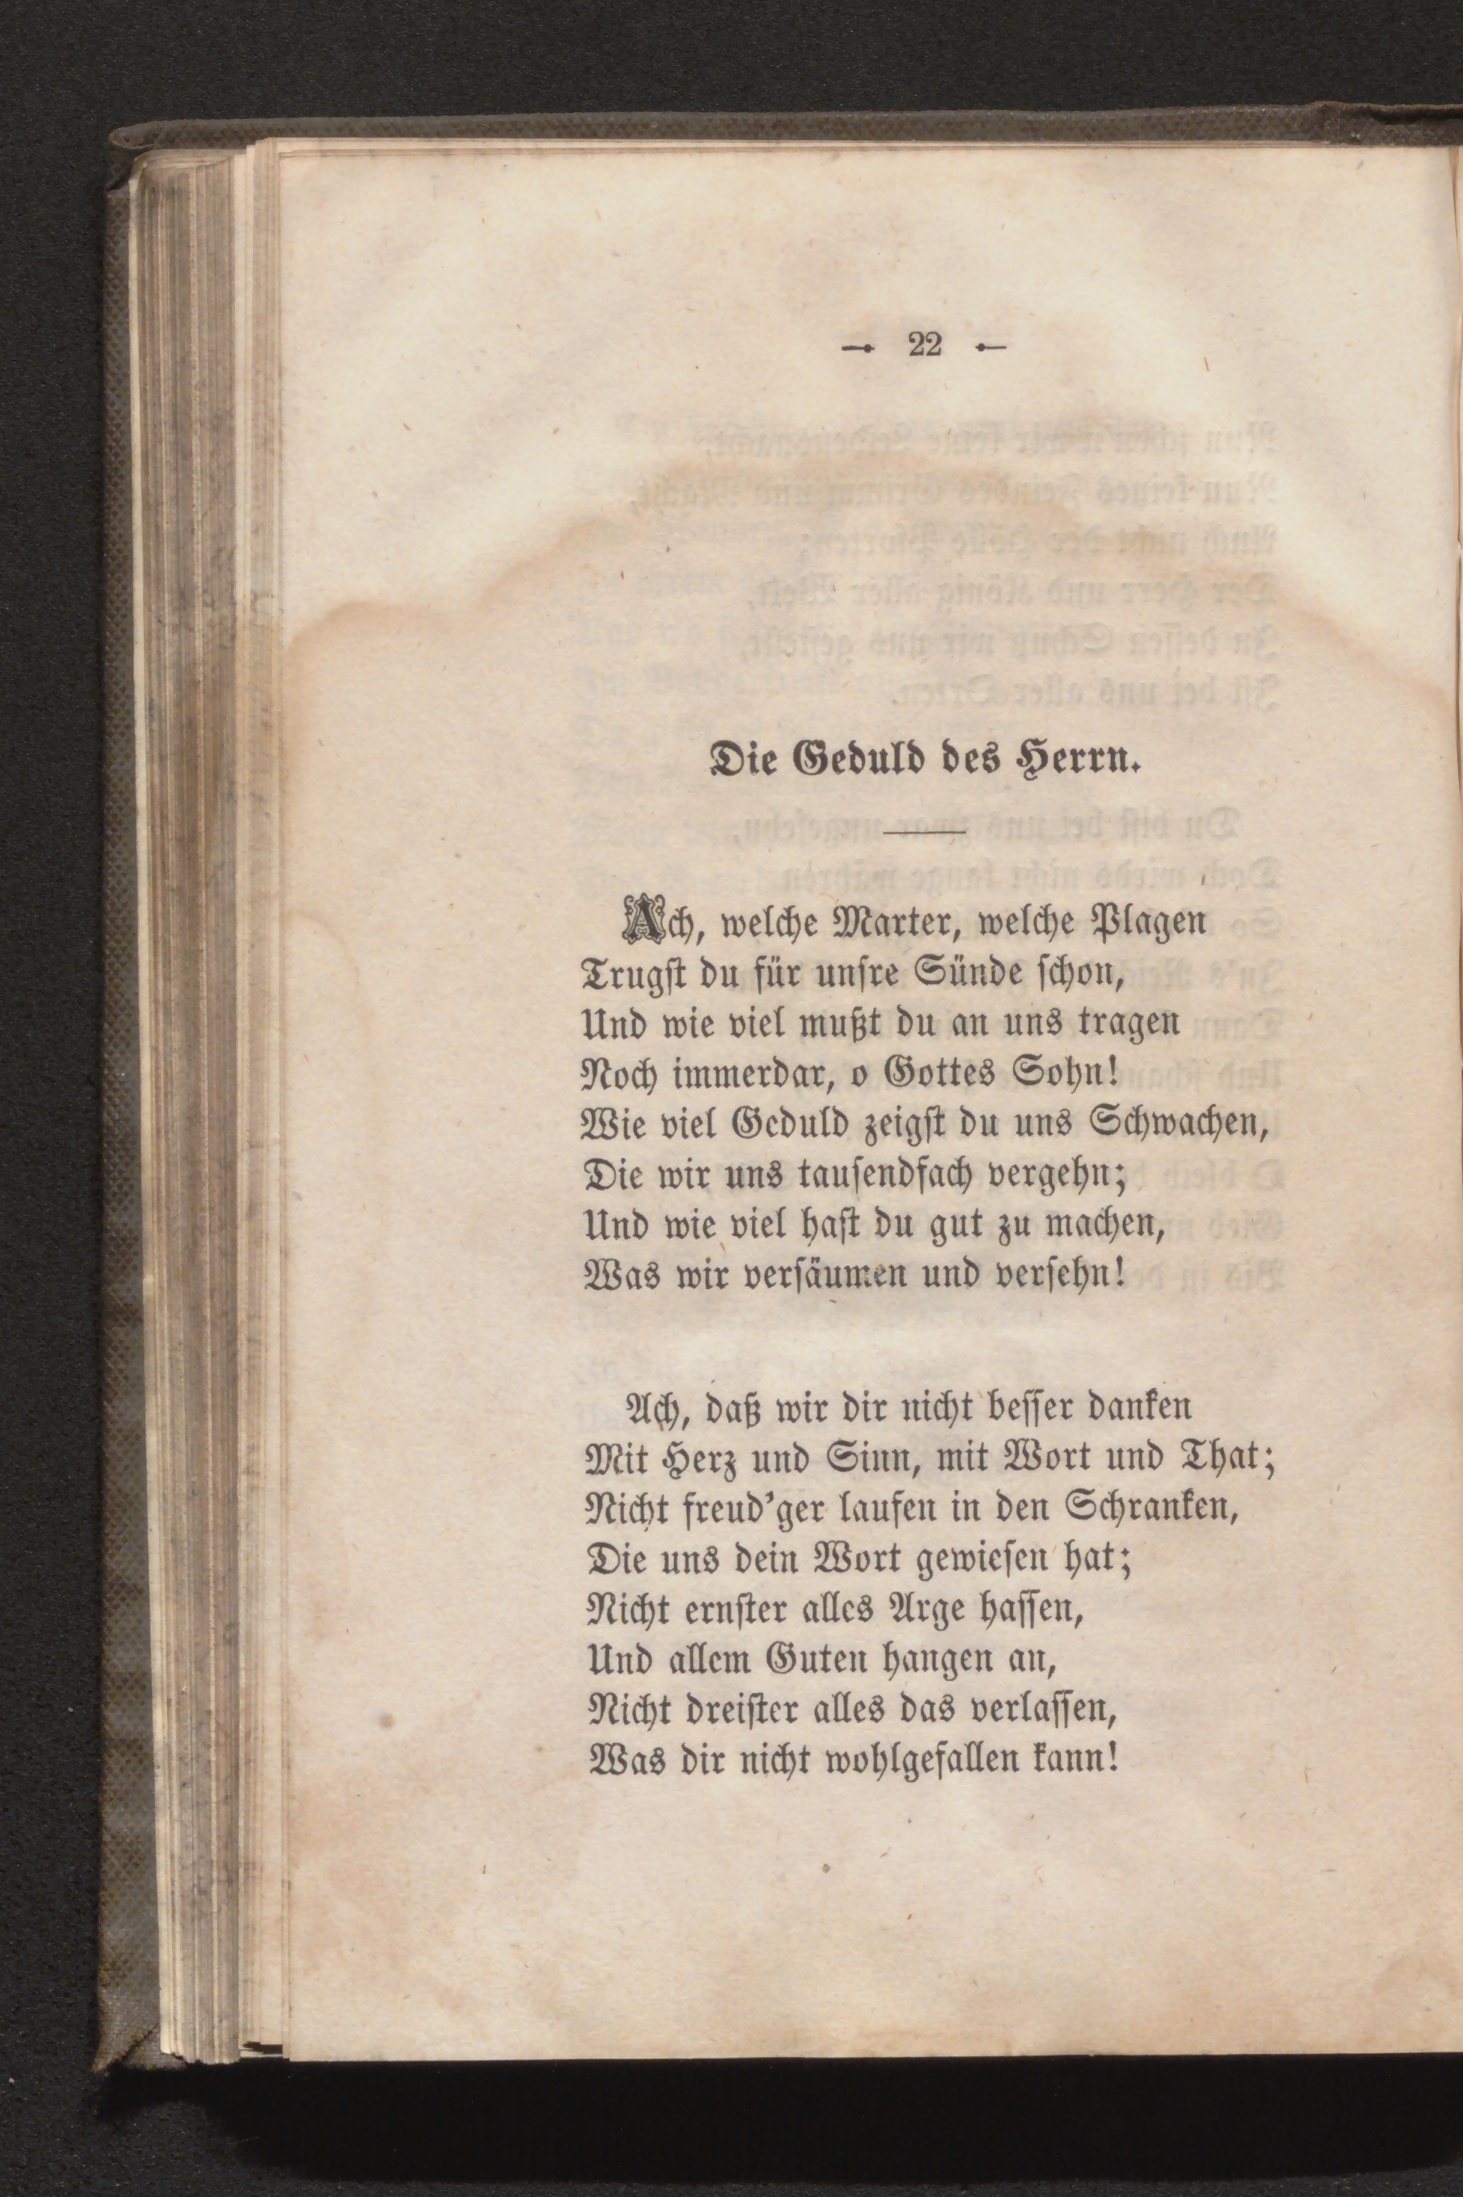 22
Die Geduld des Herrn.
Ach, welche Marter, welche Plagen
Trugſt du für unſre Sünde ſchon,
Und wie viel mußt du an uns tragen
Noch immerdar, o Gottes Sohn!
Wie viel Geduld zeigſt du uns Schwachen,
Die wir uns tauſendfach vergehn;
Und wie viel haſt du gut zu machen,
Was wir verſäumen und verſehn!
Ach, daß wir dir nicht beſſer danken
Mit Herz und Sinn, mit Wort und That;
Nicht freud'ger laufen in den Schranken,
Die uns dein Wort gewieſen hat;
Nicht ernſter alles Arge haſſen,
Und allem Guten hangen an,
Nicht dreiſter alles das verlaſſen,
Was dir nicht wohlgefallen kann!